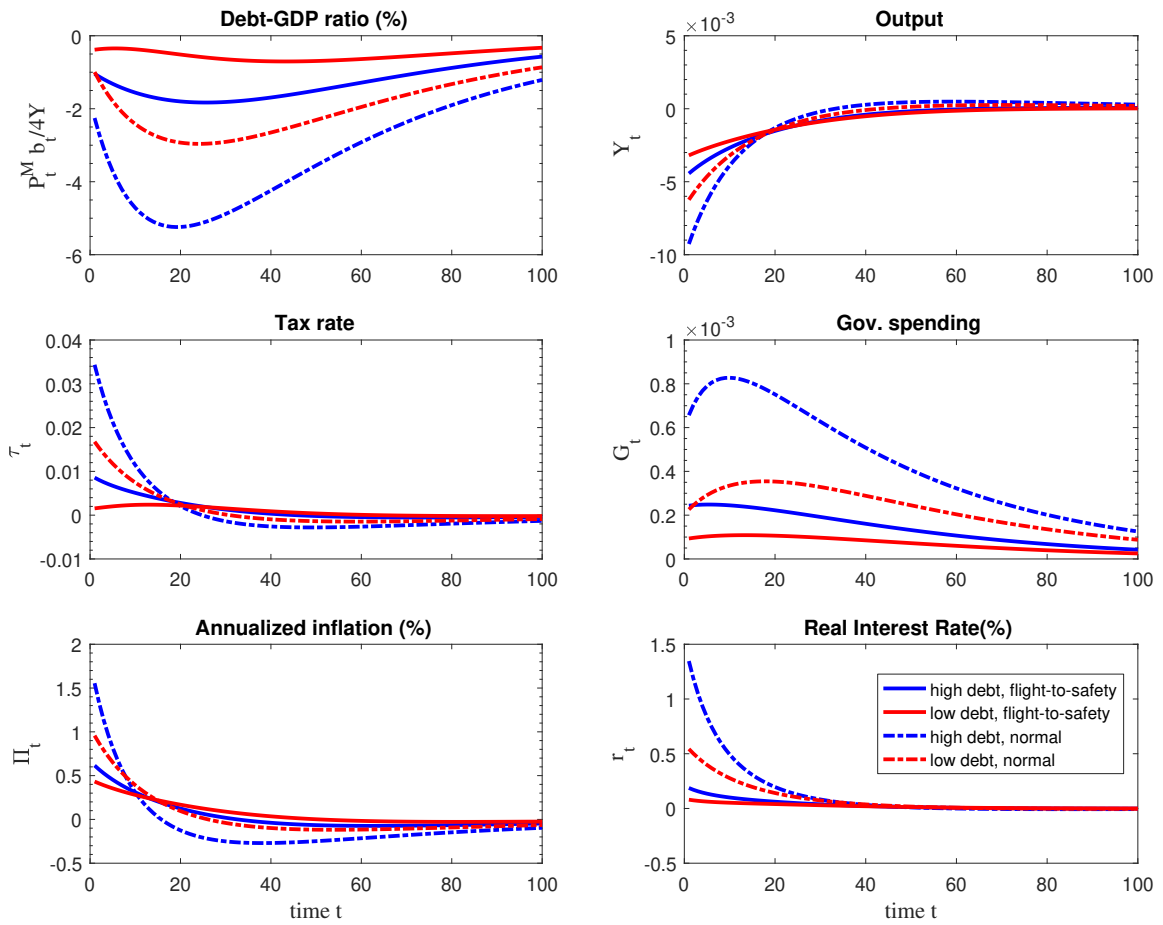 Debt-GDP ratio (%)
0
-2
-4
-6
0 20 40 60 80 100
P_t^M b_t/4Y
Output
×10^-3
5
0
-5
-10
0 20 40 60 80 100
Y_t
Tax rate
0.04
0.03
0.02
0.01
0
-0.01
0 20 40 60 80 100
τ_t
Gov. spending
×10^-3
1
0.8
0.6
0.4
0.2
0
0 20 40 60 80 100
G_t
Annualized inflation (%)
2
1.5
1
0.5
0
-0.5
0 20 40 60 80 100
Π_t
time t
Real Interest Rate(%)
1.5
1
0.5
0
-0.5
0 20 40 60 80 100
r_t
time t
high debt, flight-to-safety
low debt, flight-to-safety
high debt, normal
low debt, normal